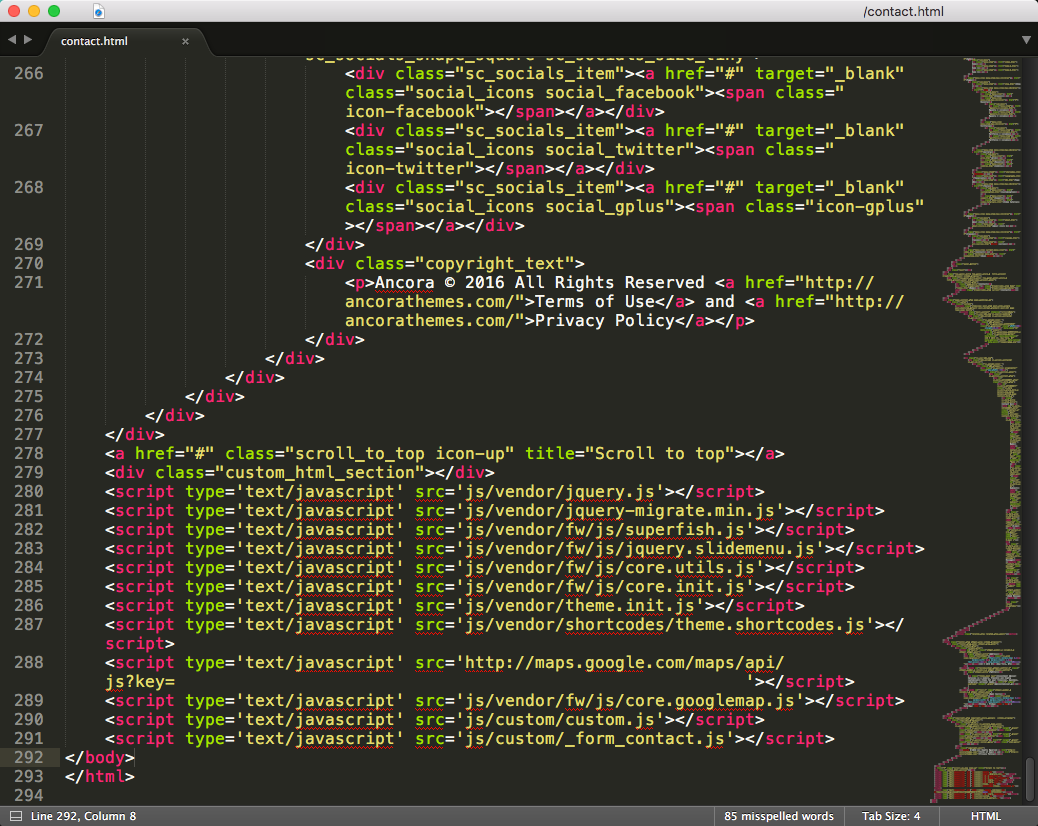 /contact.html
contact.html ×
266 <div class="sc_socials_item"><a href="#" target="_blank"
class="social_icons social_facebook"><span class="
icon-facebook"></span></a></div>
267 <div class="sc_socials_item"><a href="#" target="_blank"
class="social_icons social_twitter"><span class="
icon-twitter"></span></a></div>
268 <div class="sc_socials_item"><a href="#" target="_blank"
class="social_icons social_gplus"><span class="icon-gplus"
></span></a></div>
269 </div>
270 <div class="copyright_text">
271 <p>Ancora © 2016 All Rights Reserved <a href="http://
ancorathemes.com/">Terms of Use</a> and <a href="http://
ancorathemes.com/">Privacy Policy</a></p>
272 </div>
273 </div>
274 </div>
275 </div>
276 </div>
277 </div>
278 <a href="#" class="scroll_to_top icon-up" title="Scroll to top"></a>
279 <div class="custom_html_section"></div>
280 <script type='text/javascript' src='js/vendor/jquery.js'></script>
281 <script type='text/javascript' src='js/vendor/jquery-migrate.min.js'></script>
282 <script type='text/javascript' src='js/vendor/fw/js/superfish.js'></script>
283 <script type='text/javascript' src='js/vendor/fw/js/jquery.slidemenu.js'></script>
284 <script type='text/javascript' src='js/vendor/fw/js/core.utils.js'></script>
285 <script type='text/javascript' src='js/vendor/fw/js/core.init.js'></script>
286 <script type='text/javascript' src='js/vendor/theme.init.js'></script>
287 <script type='text/javascript' src='js/vendor/shortcodes/theme.shortcodes.js'></
script>
288 <script type='text/javascript' src='http://maps.google.com/maps/api/
js?key= '></script>
289 <script type='text/javascript' src='js/vendor/fw/js/core.googlemap.js'></script>
290 <script type='text/javascript' src='js/custom/custom.js'></script>
291 <script type='text/javascript' src='js/custom/_form_contact.js'></script>
292 </body>
293 </html>
294
Line 292, Column 8 85 misspelled words Tab Size: 4 HTML